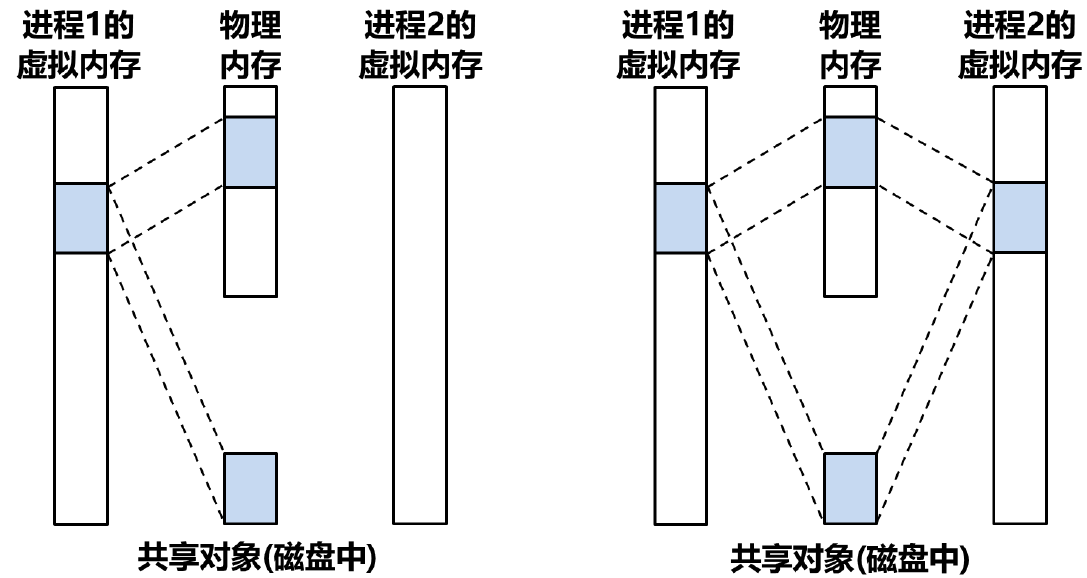 进程1的
虚拟内存
物理
内存
进程2的
虚拟内存
共享对象(磁盘中)
进程1的
虚拟内存
物理
内存
进程2的
虚拟内存
共享对象(磁盘中)